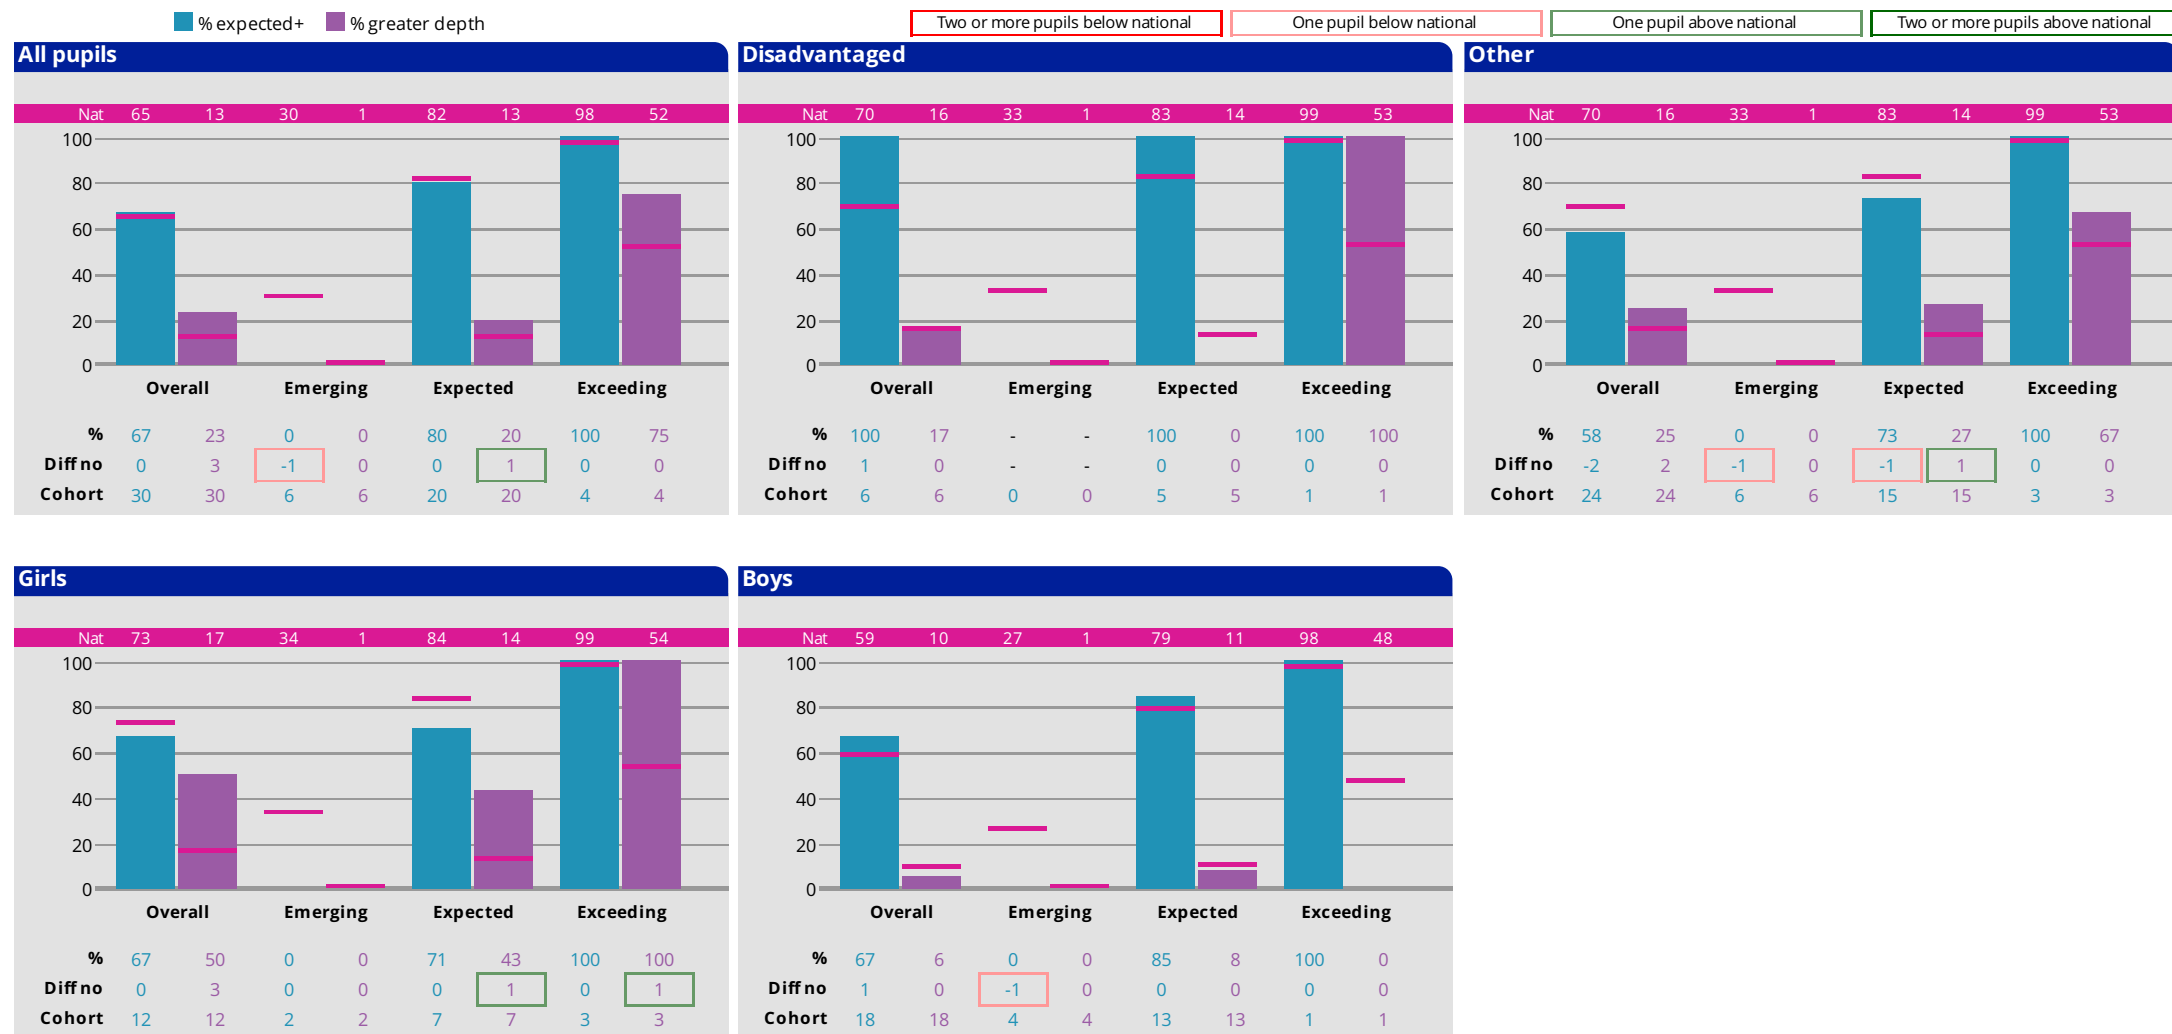 % expected+ % greater depth
Two or more pupils below national One pupil below national One pupil above national Two or more pupils above national
All pupils
Nat 65 13 30 1 82 13 98 52
100
80
60
40
20
0
Overall Emerging Expected Exceeding
% 67 23 0 0 80 20 100 75
Diff no 0 3 -1 0 0 1 0 0
Cohort 30 30 6 6 20 20 4 4
Disadvantaged
Nat 70 16 33 1 83 14 99 53
100
80
60
40
20
0
Overall Emerging Expected Exceeding
% 100 17 - - 100 0 100 100
Diff no 1 0 - - 0 0 0 0
Cohort 6 6 0 0 5 5 1 1
Other
Nat 70 16 33 1 83 14 99 53
100
80
60
40
20
0
Overall Emerging Expected Exceeding
% 58 25 0 0 73 27 100 67
Diff no -2 2 -1 0 -1 1 0 0
Cohort 24 24 6 6 15 15 3 3
Girls
Nat 73 17 34 1 84 14 99 54
100
80
60
40
20
0
Overall Emerging Expected Exceeding
% 67 50 0 0 71 43 100 100
Diff no 0 3 0 0 0 1 0 1
Cohort 12 12 2 2 7 7 3 3
Boys
Nat 59 10 27 1 79 11 98 48
100
80
60
40
20
0
Overall Emerging Expected Exceeding
% 67 6 0 0 85 8 100 0
Diff no 1 0 -1 0 0 0 0 0
Cohort 18 18 4 4 13 13 1 1